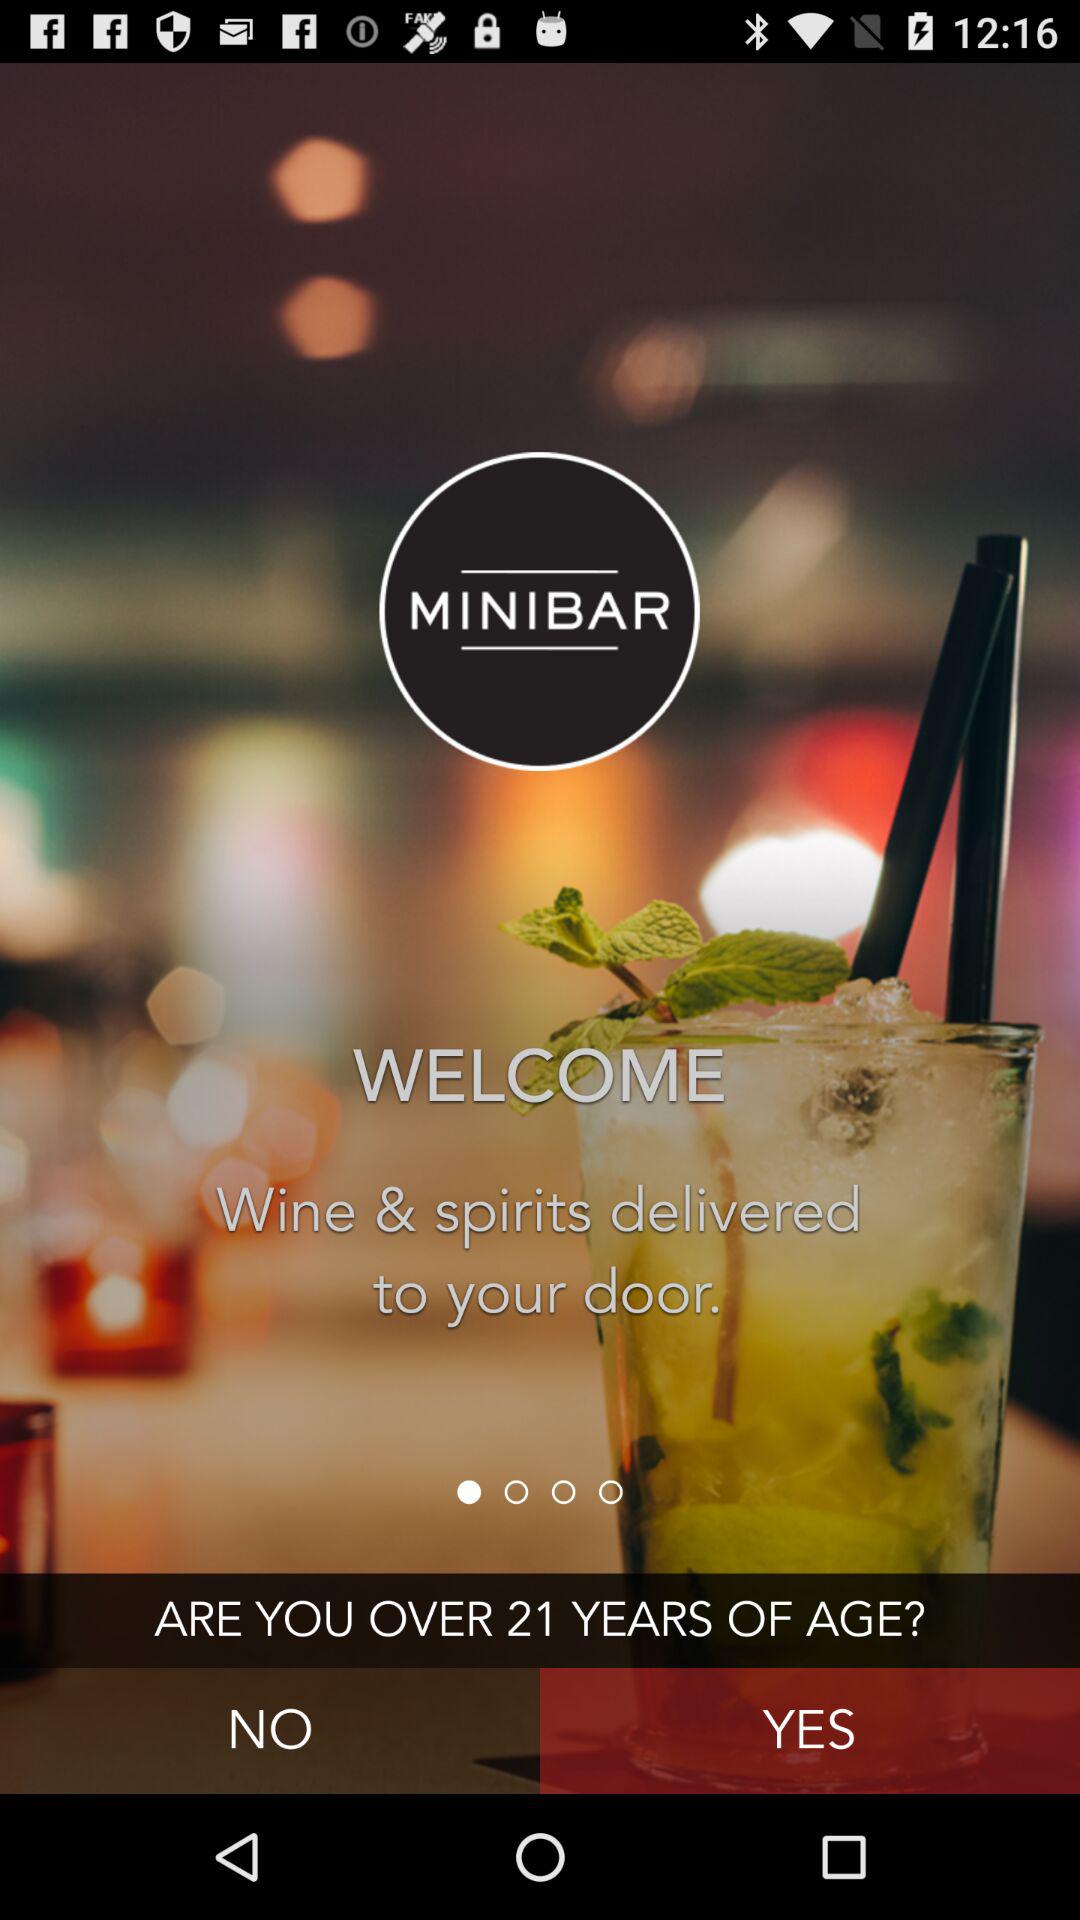 FAKE
12:16
MINIBAR
WELCOME
Wine & spirits delivered
to your door.
ARE YOU OVER 21 YEARS OF AGE?
NO
YES